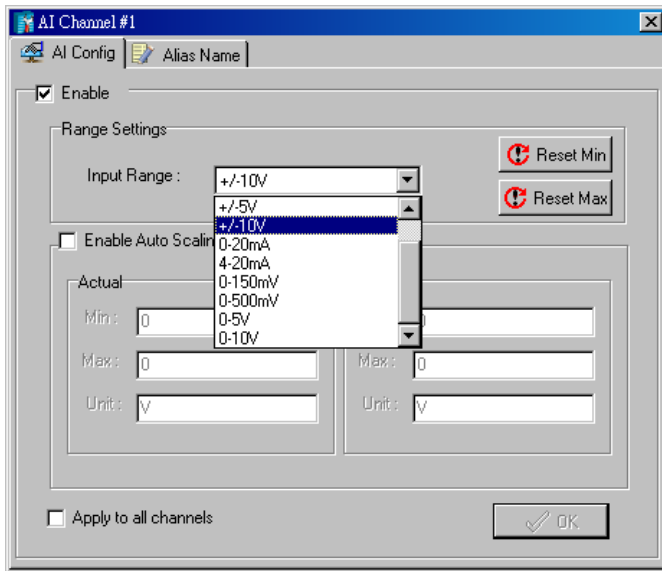 AI Channel #1
AI Config
Alias Name
Enable
Range Settings
Input Range :
+/-10V
Reset Min
Reset Max
+/-5V
+/-10V
0-20mA
4-20mA
0-150mV
0-500mV
0-5V
0-10V
Enable Auto
Actual
Min : 0
Max : 0
Unit : V
0
Max : 0
Unit : V
Apply to all channels
OK